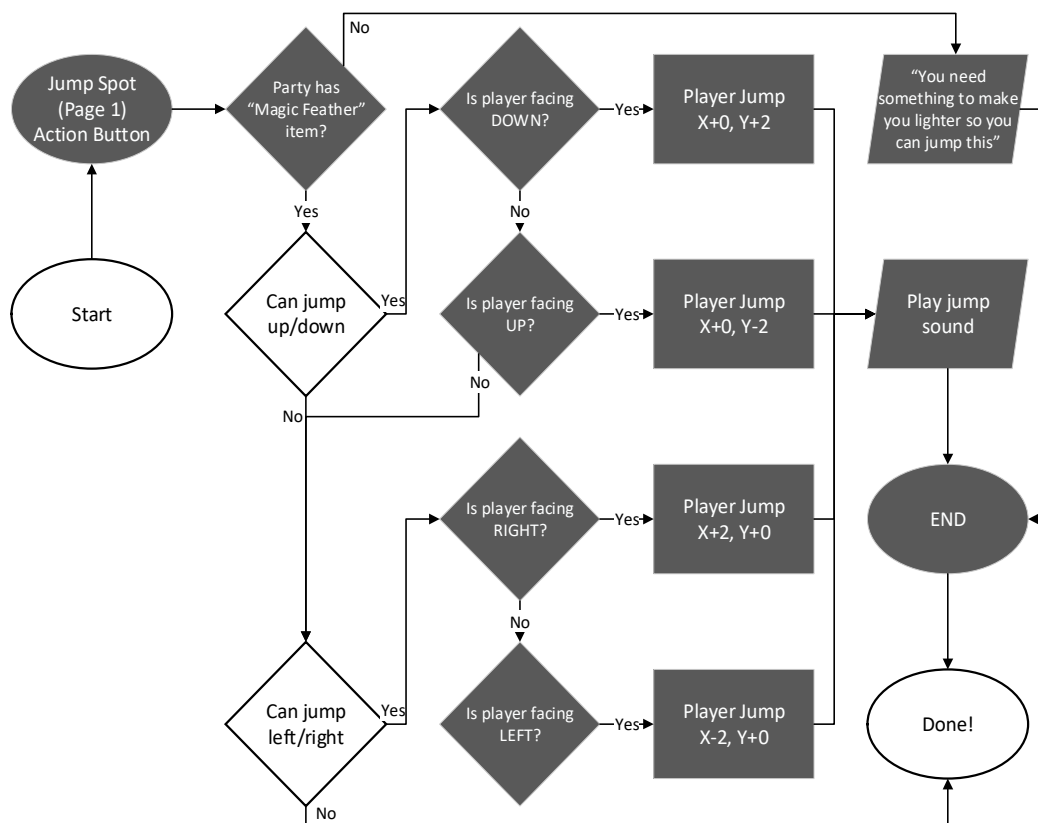 No
Jump Spot
(Page 1)
Action Button
Party has
“Magic Feather”
item?
Is player facing
DOWN?
Yes
Player Jump
X+0, Y+2
“You need
something to make
you lighter so you
can jump this”
Yes
No
Start
Can jump
up/down
Yes
Is player facing
UP?
Yes
Player Jump
X+0, Y-2
Play jump
sound
No
No
Is player facing
RIGHT?
Yes
Player Jump
X+2, Y+0
END
No
Can jump
left/right
Yes
Is player facing
LEFT?
Yes
Player Jump
X-2, Y+0
Done!
No